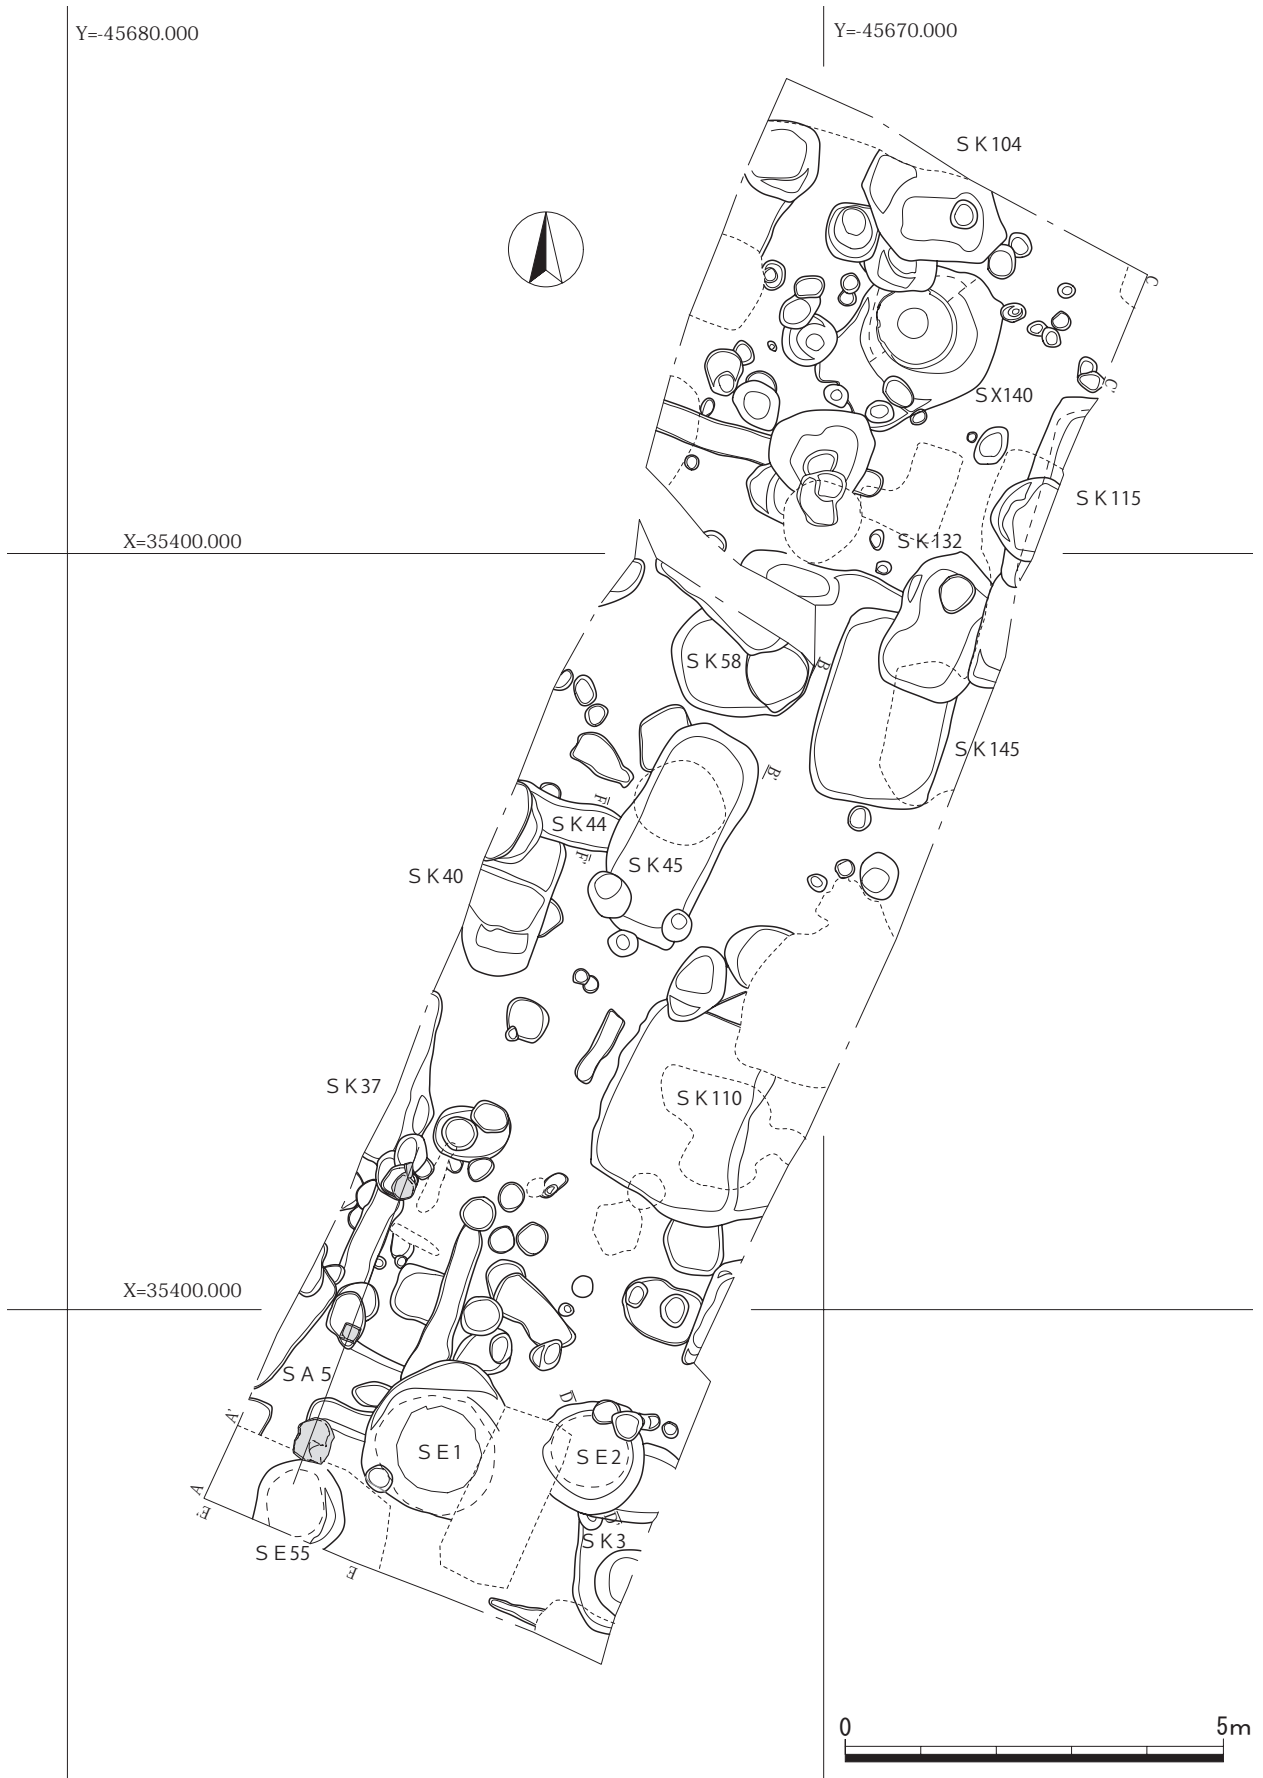 Y=-45680.000
Y=-45670.000
SK104
C
C'
SX140
SK115
X=35400.000
SK132
SK58
B
SK145
B'
F
SK44
F'
SK45
SK40
SK110
SK37
X=35400.000
SA5
D
A'
SE1
SE2
A
E'
D'
SK3
SE55
E
0 5m